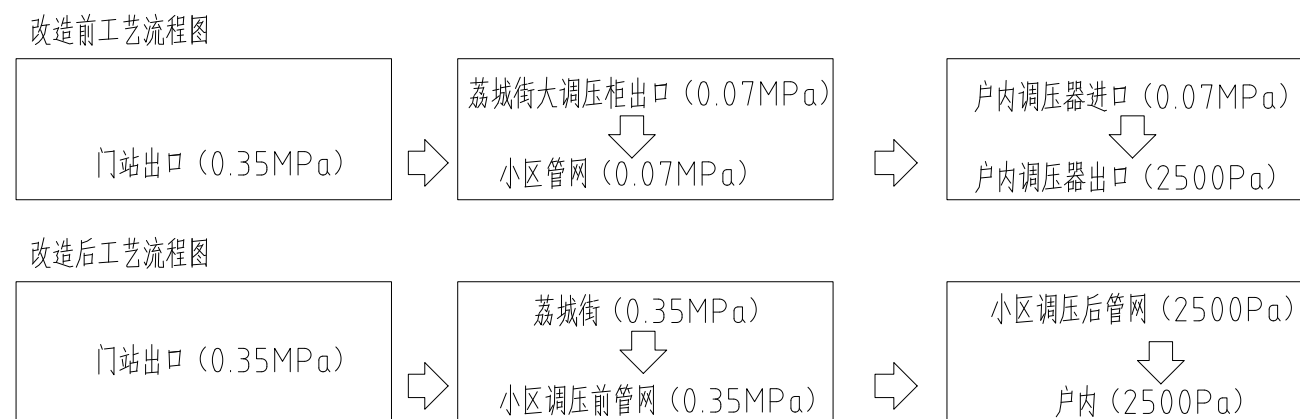 改造前工艺流程图
门站出口（0.35MPa）
荔城街大调压柜出口（0.07MPa）
小区管网（0.07MPa）
户内调压器进口（0.07MPa）
户内调压器出口（2500Pa）
改造后工艺流程图
门站出口（0.35MPa）
荔城街（0.35MPa）
小区调压前管网（0.35MPa）
小区调压后管网（2500Pa）
户内（2500Pa）